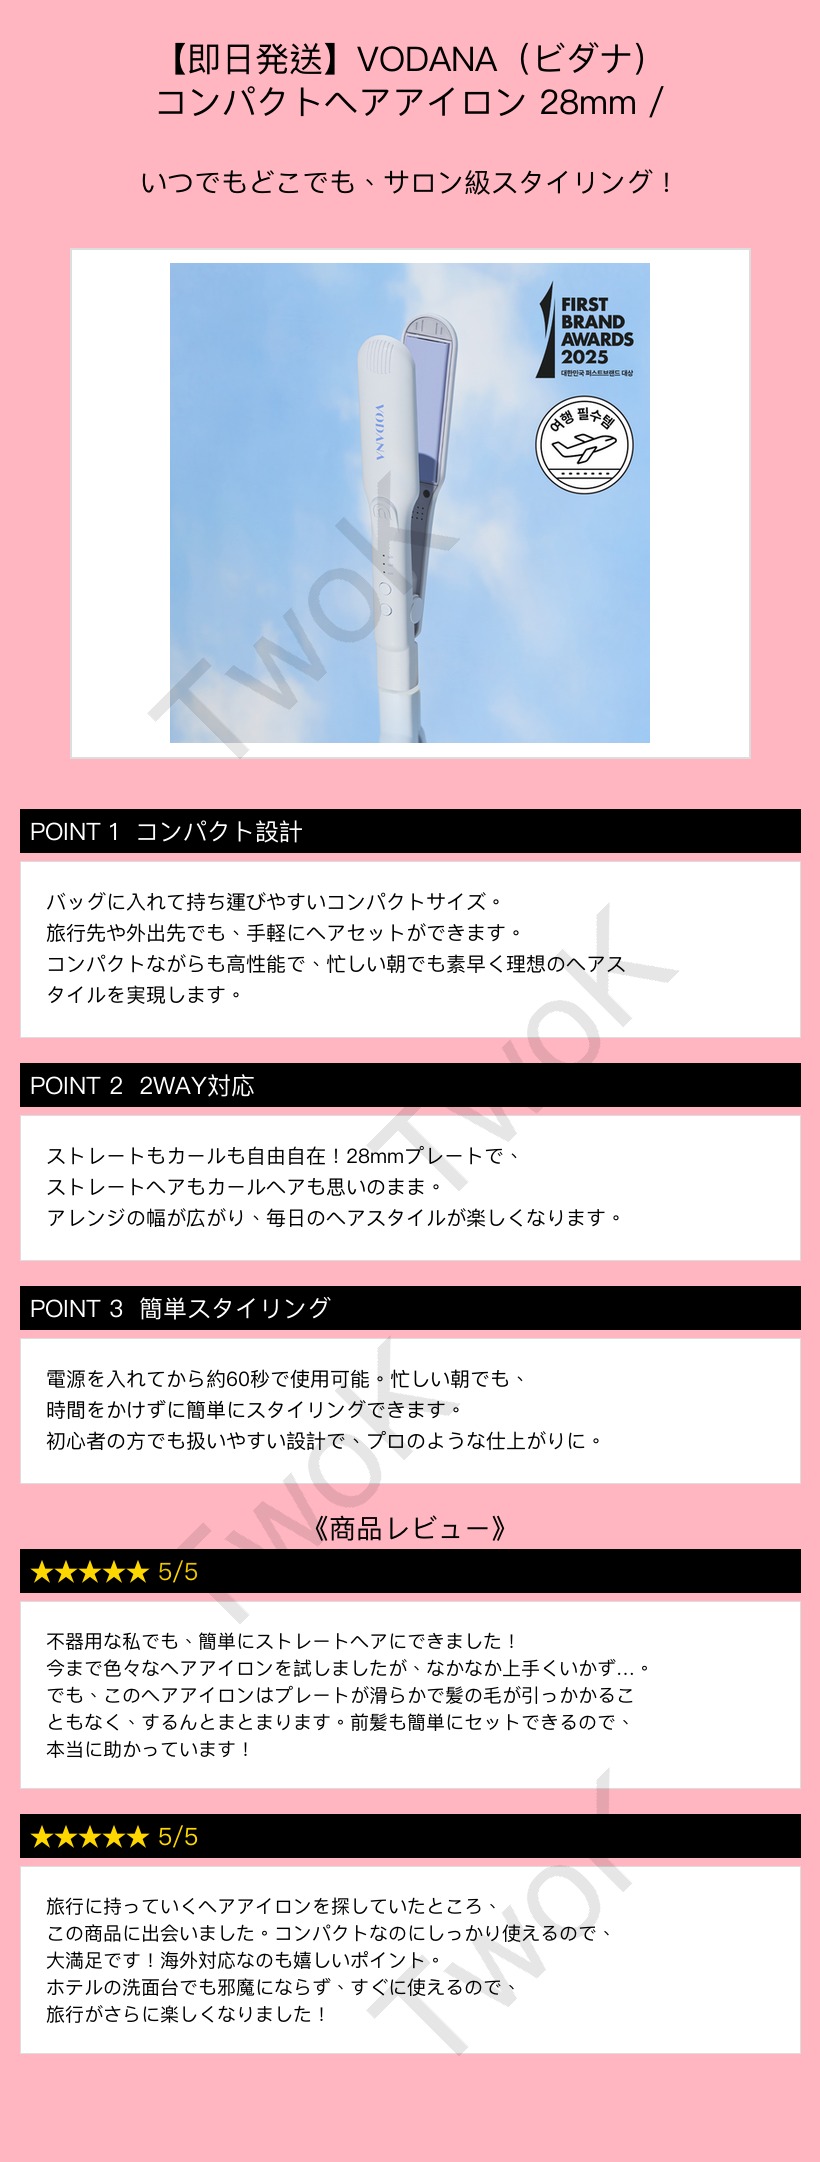 【即日発送】VODANA（ビダナ）
コンパクトヘアアイロン 28mm /
いつでもどこでも、サロン級スタイリング！
FIRST
BRAND
AWARDS
2025
대한민국 퍼스트브랜드 대상
여행 필수템
VODANA
TwoK
POINT 1 コンパクト設計
バッグに入れて持ち運びやすいコンパクトサイズ。
旅行先や外出先でも、手軽にヘアセットができます。
コンパクトながらも高性能で、忙しい朝でも素早く理想のヘアス
タイルを実現します。
TwoK
POINT 2 2WAY対応
ストレートもカールも自由自在！28mmプレートで、
ストレートヘアもカールヘアも思いのまま。
アレンジの幅が広がり、毎日のヘアスタイルが楽しくなります。
POINT 3 簡単スタイリング
電源を入れてから約60秒で使用可能。忙しい朝でも、
時間をかけずに簡単にスタイリングできます。
初心者の方でも扱いやすい設計で、プロのような仕上がりに。
TwoK
《商品レビュー》
★★★★★ 5/5
不器用な私でも、簡単にストレートヘアにできました！
今まで色々なヘアアイロンを試しましたが、なかなか上手くいかず...。
でも、このヘアアイロンはプレートが滑らかで髪の毛が引っかかるこ
ともなく、するんとまとまります。前髪も簡単にセットできるので、
本当に助かっています！
★★★★★ 5/5
旅行に持っていくヘアアイロンを探していたところ、
この商品に出会いました。コンパクトなのにしっかり使えるので、
大満足です！海外対応なのも嬉しいポイント。
ホテルの洗面台でも邪魔にならず、すぐに使えるので、
旅行がさらに楽しくなりました！
TwoK